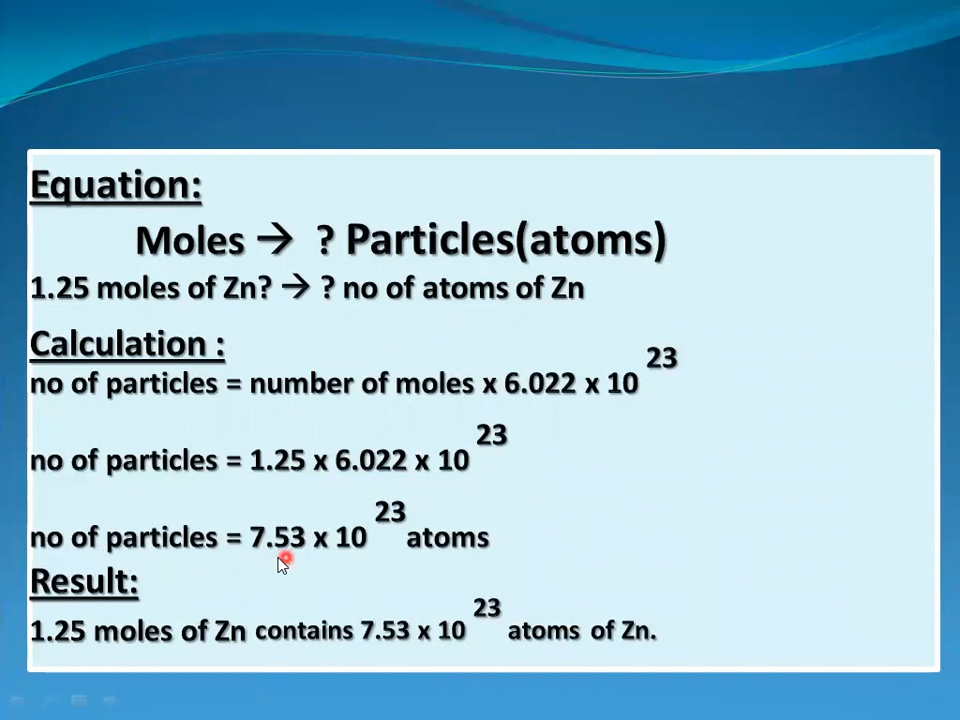 Equation:
Moles → ? Particles(atoms)
1.25 moles of Zn? → ? no of atoms of Zn
Calculation :
no of particles = number of moles x 6.022 x 10 23
no of particles = 1.25 x 6.022 x 10 23
no of particles = 7.53 x 10 23 atoms
Result:
1.25 moles of Zn contains 7.53 x 10 23 atoms of Zn.